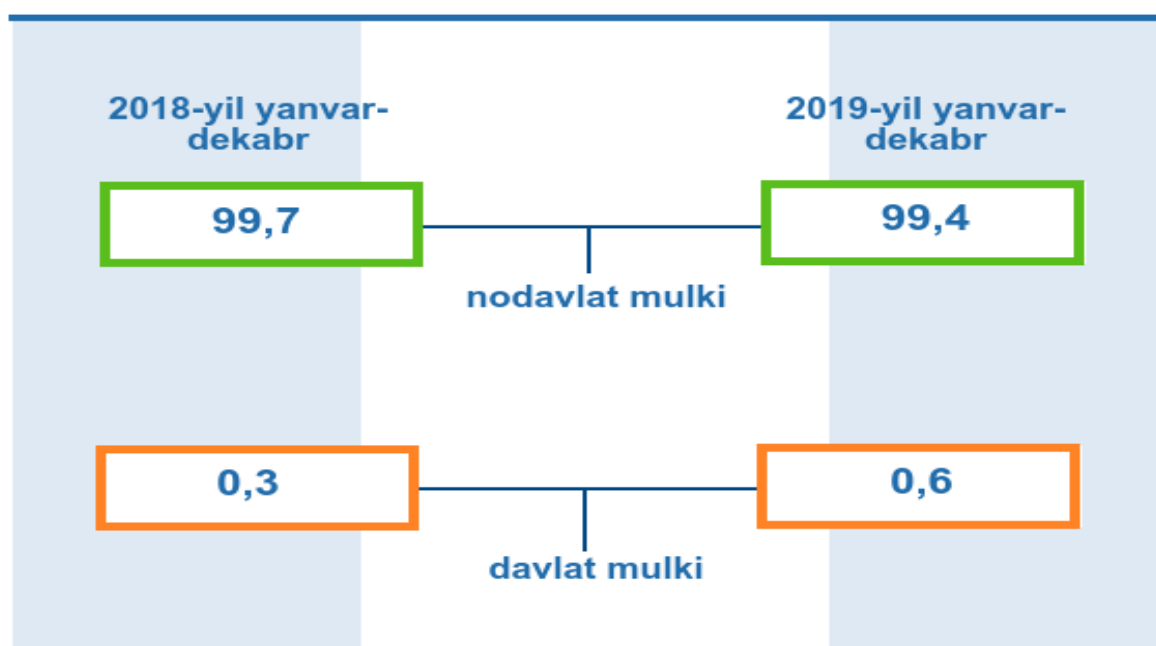 2018-yil yanvar-
dekabr
2019-yil yanvar-
dekabr
99,7
99,4
nodavlat mulki
0,3
0,6
davlat mulki